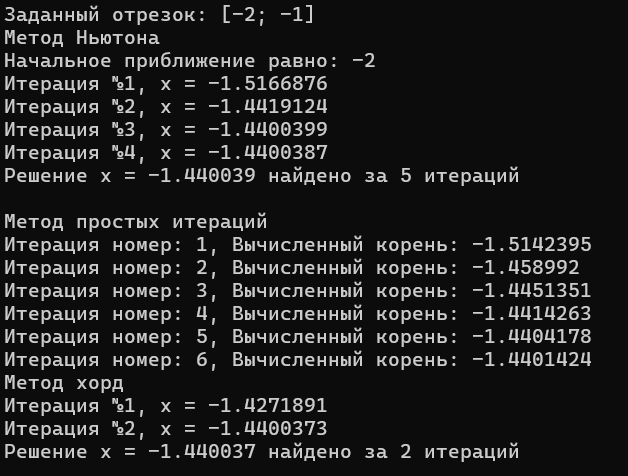 Заданный отрезок: [-2; -1]
Метод Ньютона
Начальное приближение равно: -2
Итерация №1, x = -1.5166876
Итерация №2, x = -1.4419124
Итерация №3, x = -1.4400399
Итерация №4, x = -1.4400387
Решение x = -1.440039 найдено за 5 итераций
Метод простых итераций
Итерация номер: 1, Вычисленный корень: -1.5142395
Итерация номер: 2, Вычисленный корень: -1.458992
Итерация номер: 3, Вычисленный корень: -1.4451351
Итерация номер: 4, Вычисленный корень: -1.4414263
Итерация номер: 5, Вычисленный корень: -1.4404178
Итерация номер: 6, Вычисленный корень: -1.4401424
Метод хорд
Итерация №1, x = -1.4271891
Итерация №2, x = -1.4400373
Решение x = -1.440037 найдено за 2 итераций